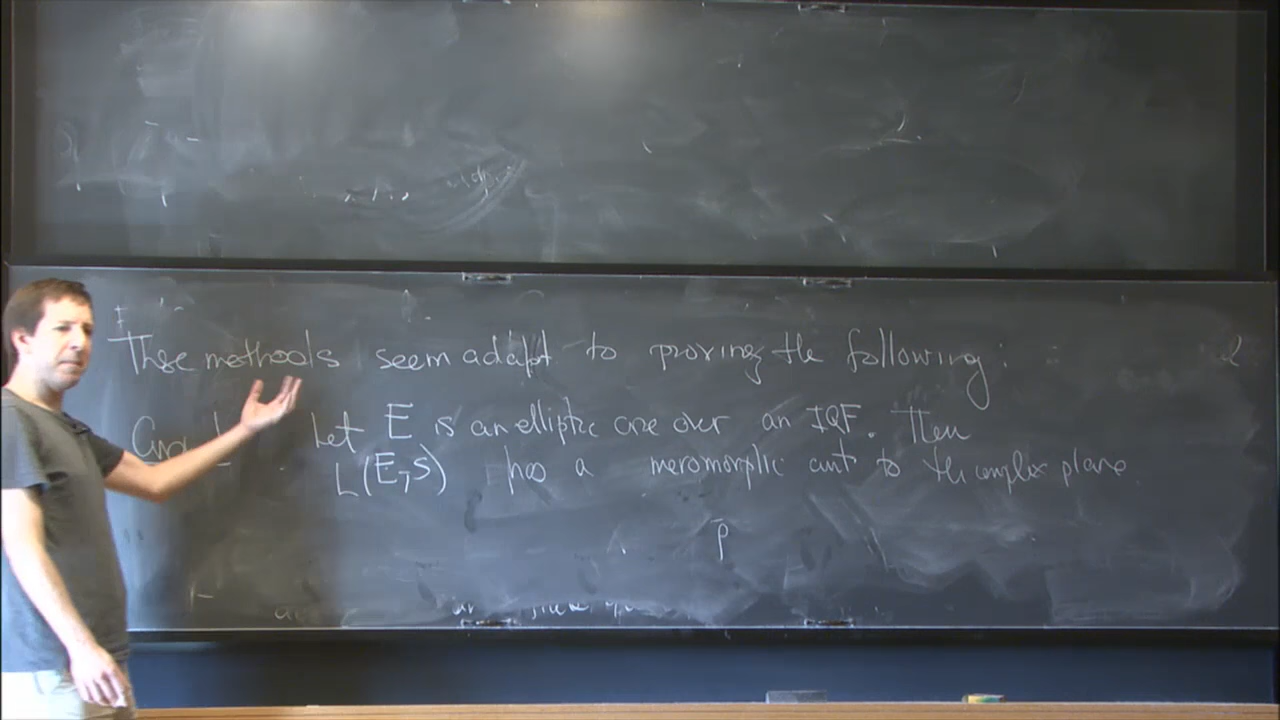 These methods seem adapt to proving the following:
Let E is an elliptic curve over an IQF. Then
L(E,s) has a meromorphic cont to the complex plane.
ρ̄